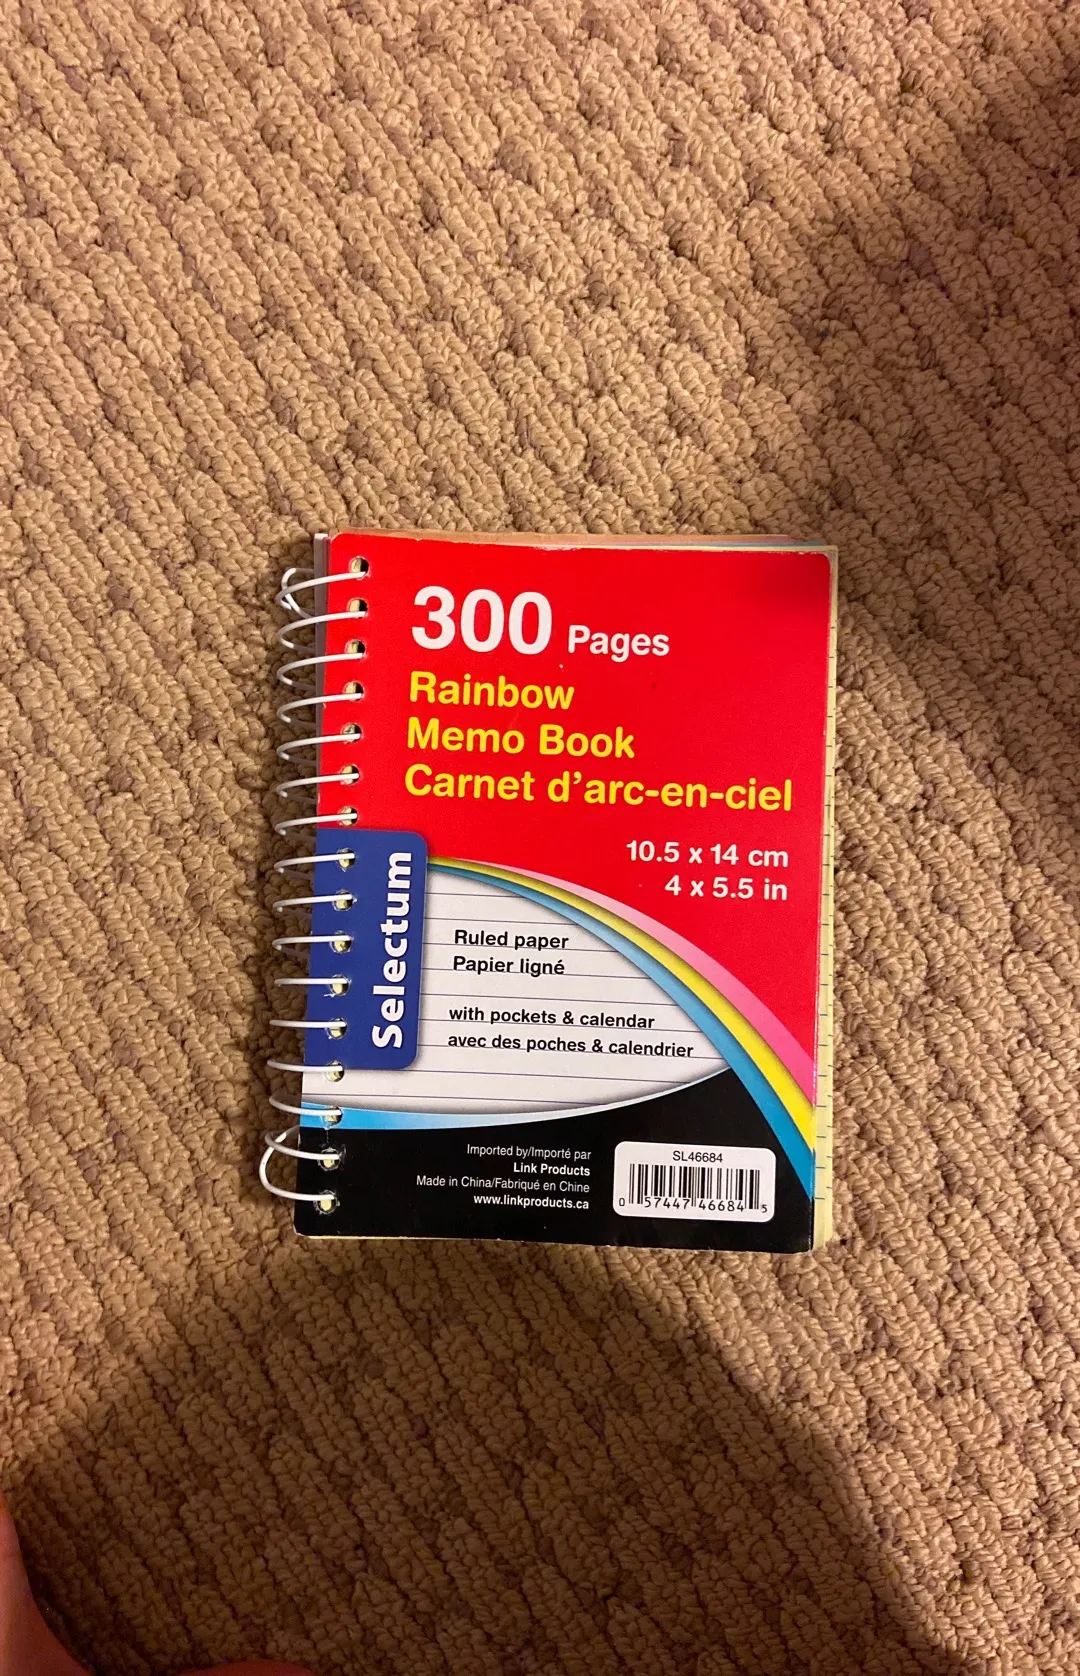 300 Pages
Rainbow
Memo Book
Carnet d'arc-en-ciel
10.5 x 14 cm
4 x 5.5 in
Selectum
Ruled paper
Papier ligné
with pockets & calendar
avec des poches & calendrier
Imported by/Importé par
Link Products
Made in China/Fabriqué en Chine
www.linkproducts.ca
SL46684
0 57447 46684 5